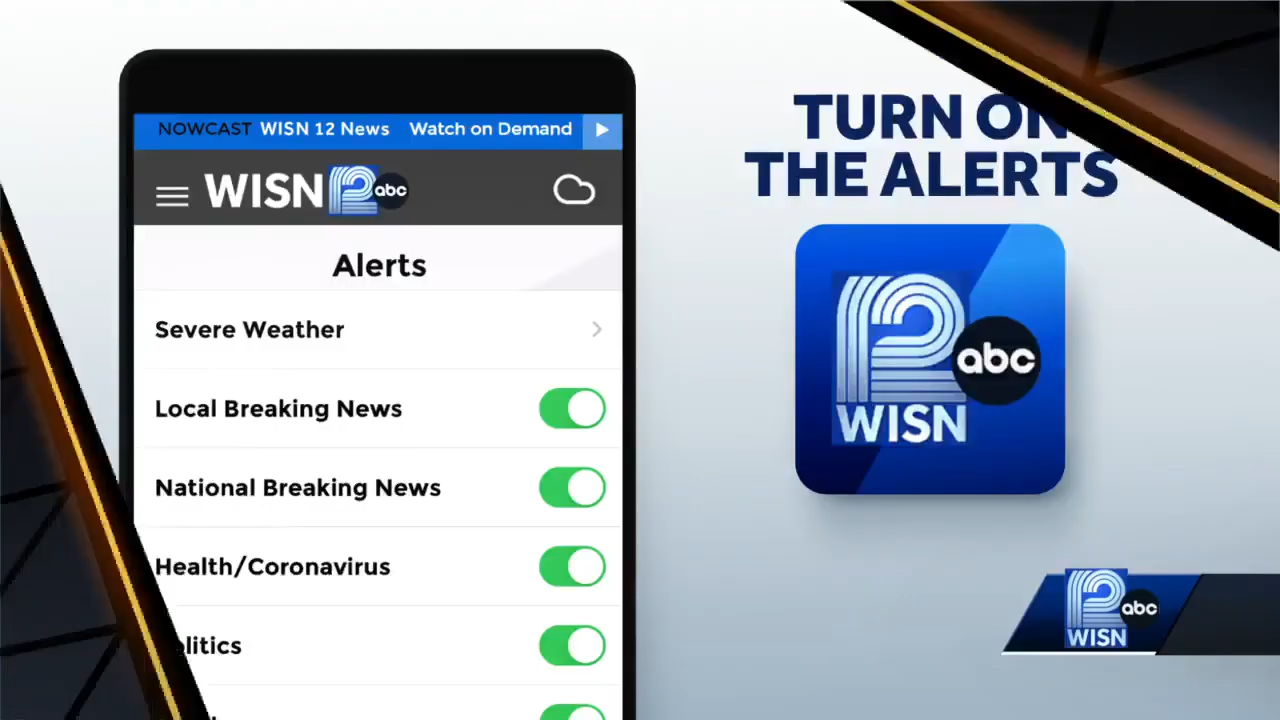 NOWCAST WISN 12 News Watch on Demand
WISN 12 abc
Alerts
Severe Weather
Local Breaking News
National Breaking News
Health/Coronavirus
olitics
TURN ON
THE ALERTS
12
abc
WISN
12
abc
WISN